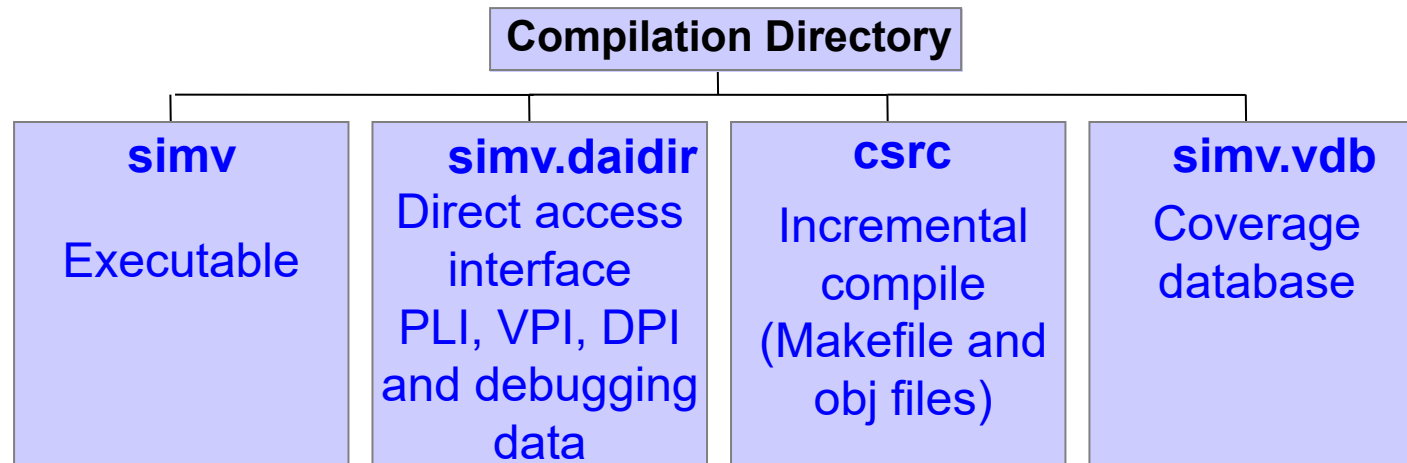 Compilation Directory
simv
Executable
simv.daidir
Direct access
interface
PLI, VPI, DPI
and debugging
data
csrc
Incremental
compile
(Makefile and
obj files)
simv.vdb
Coverage
database